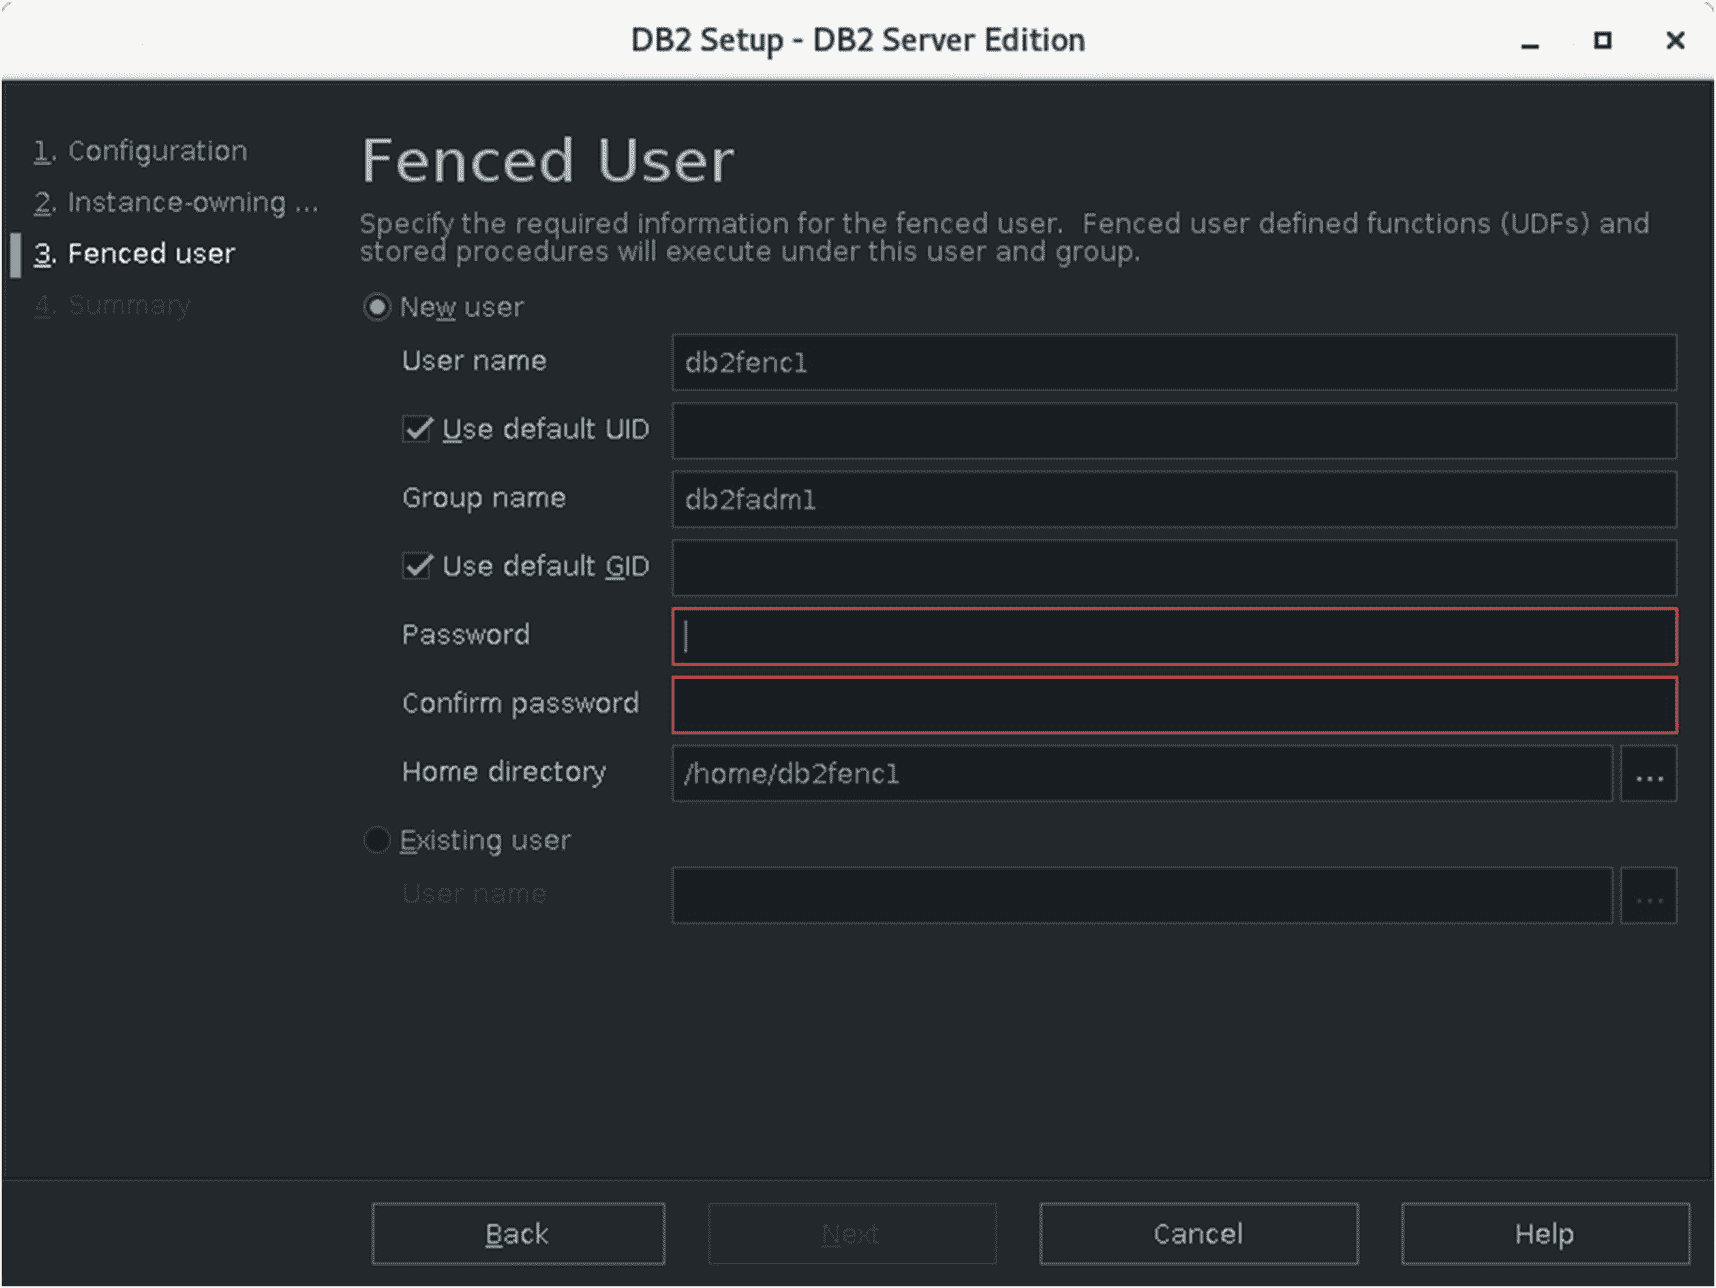 DB2 Setup - DB2 Server Edition
1. Configuration
2. Instance-owning ...
3. Fenced user
4. Summary
Fenced User
Specify the required information for the fenced user. Fenced user defined functions (UDFs) and
stored procedures will execute under this user and group.
New user
User name
db2fenc1
Use default UID
Group name
db2fadm1
Use default GID
Password
Confirm password
Home directory
/home/db2fenc1
...
Existing user
User name
...
Back
Next
Cancel
Help